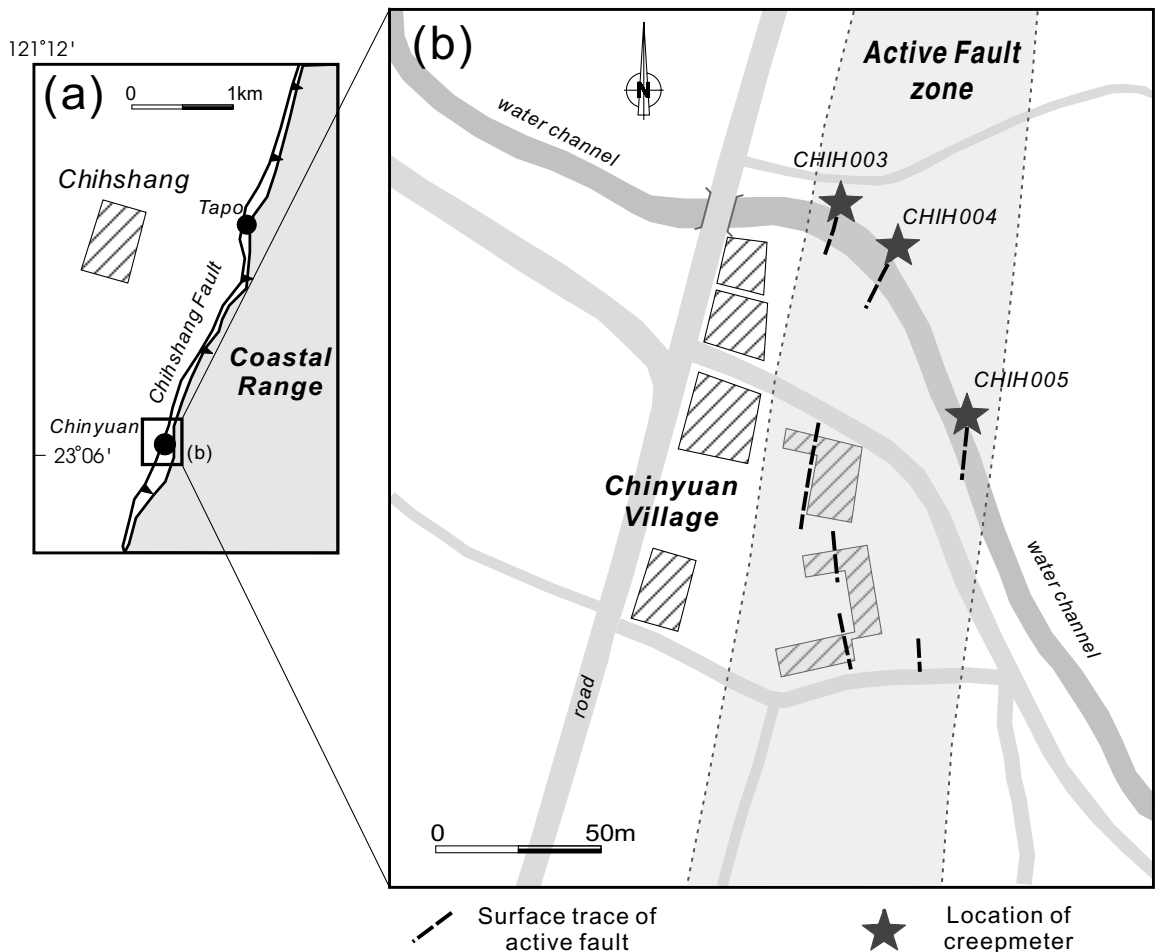 121°12'
(a)
0 1km
Chihshang
Tapo
Chihshang Fault
Coastal
Range
Chinyuan
23°06'
(b)
(b)
N
Active Fault
zone
water channel
CHIH003
CHIH004
CHIH005
Chinyuan
Village
water channel
road
0 50m
Surface trace of
active fault
Location of
creepmeter